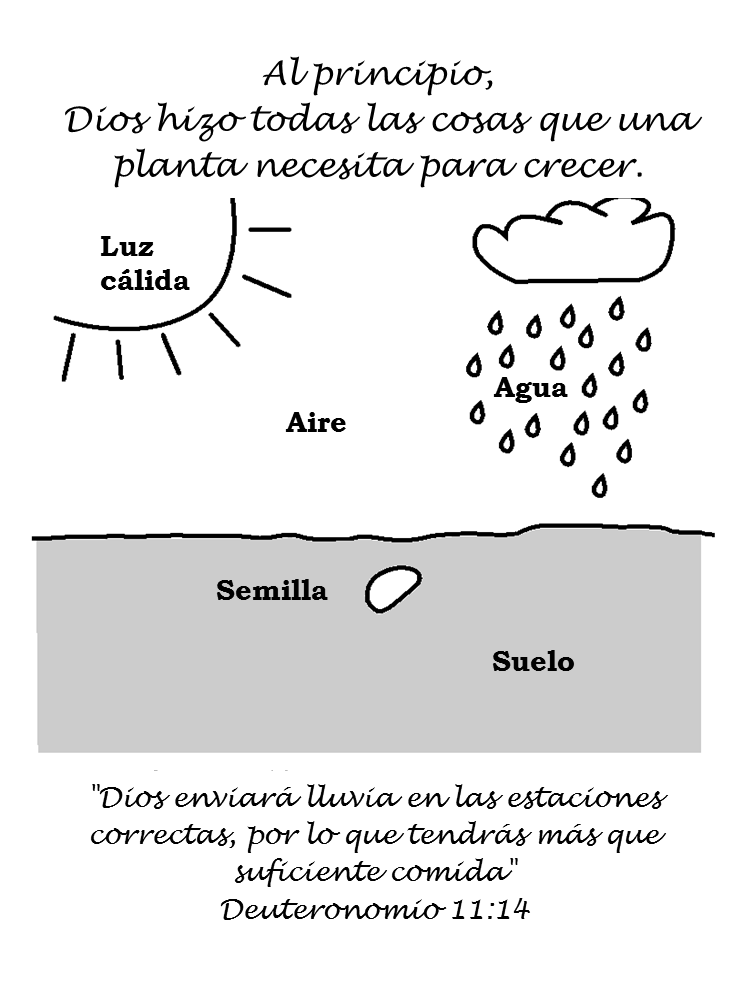 Al principio,
Dios hizo todas las cosas que una
planta necesita para crecer.
Luz
cálida
Agua
Aire
Semilla
Suelo
"Dios enviará lluvia en las estaciones
correctas, por lo que tendrás más que
suficiente comida"
Deuteronomio 11:14